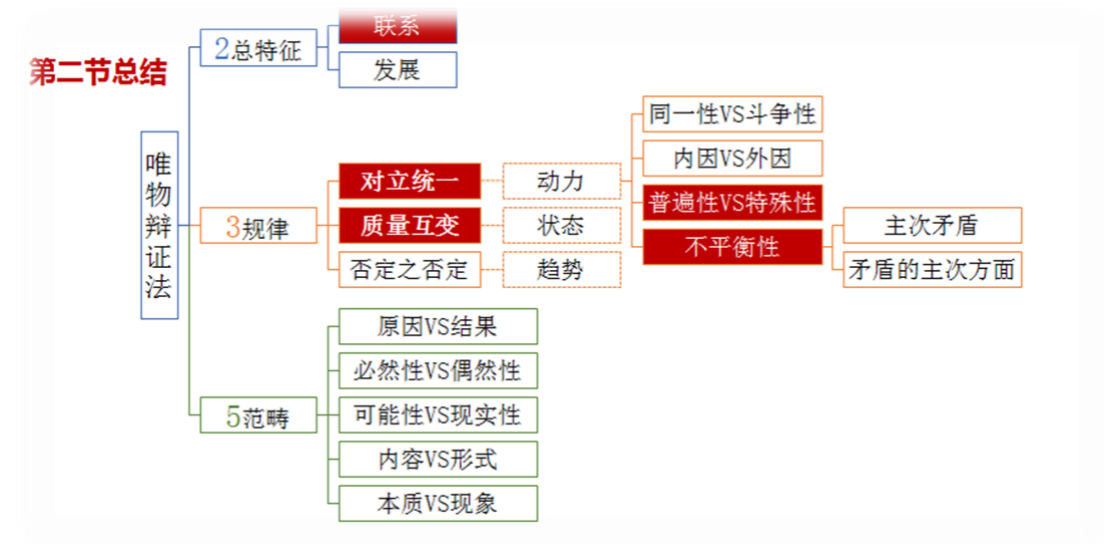 第二节总结
唯物辩证法
2总特征
联系
发展
3规律
对立统一
动力
同一性VS斗争性
内因VS外因
普遍性VS特殊性
不平衡性
主次矛盾
矛盾的主次方面
质量互变
状态
否定之否定
趋势
5范畴
原因VS结果
必然性VS偶然性
可能性VS现实性
内容VS形式
本质VS现象